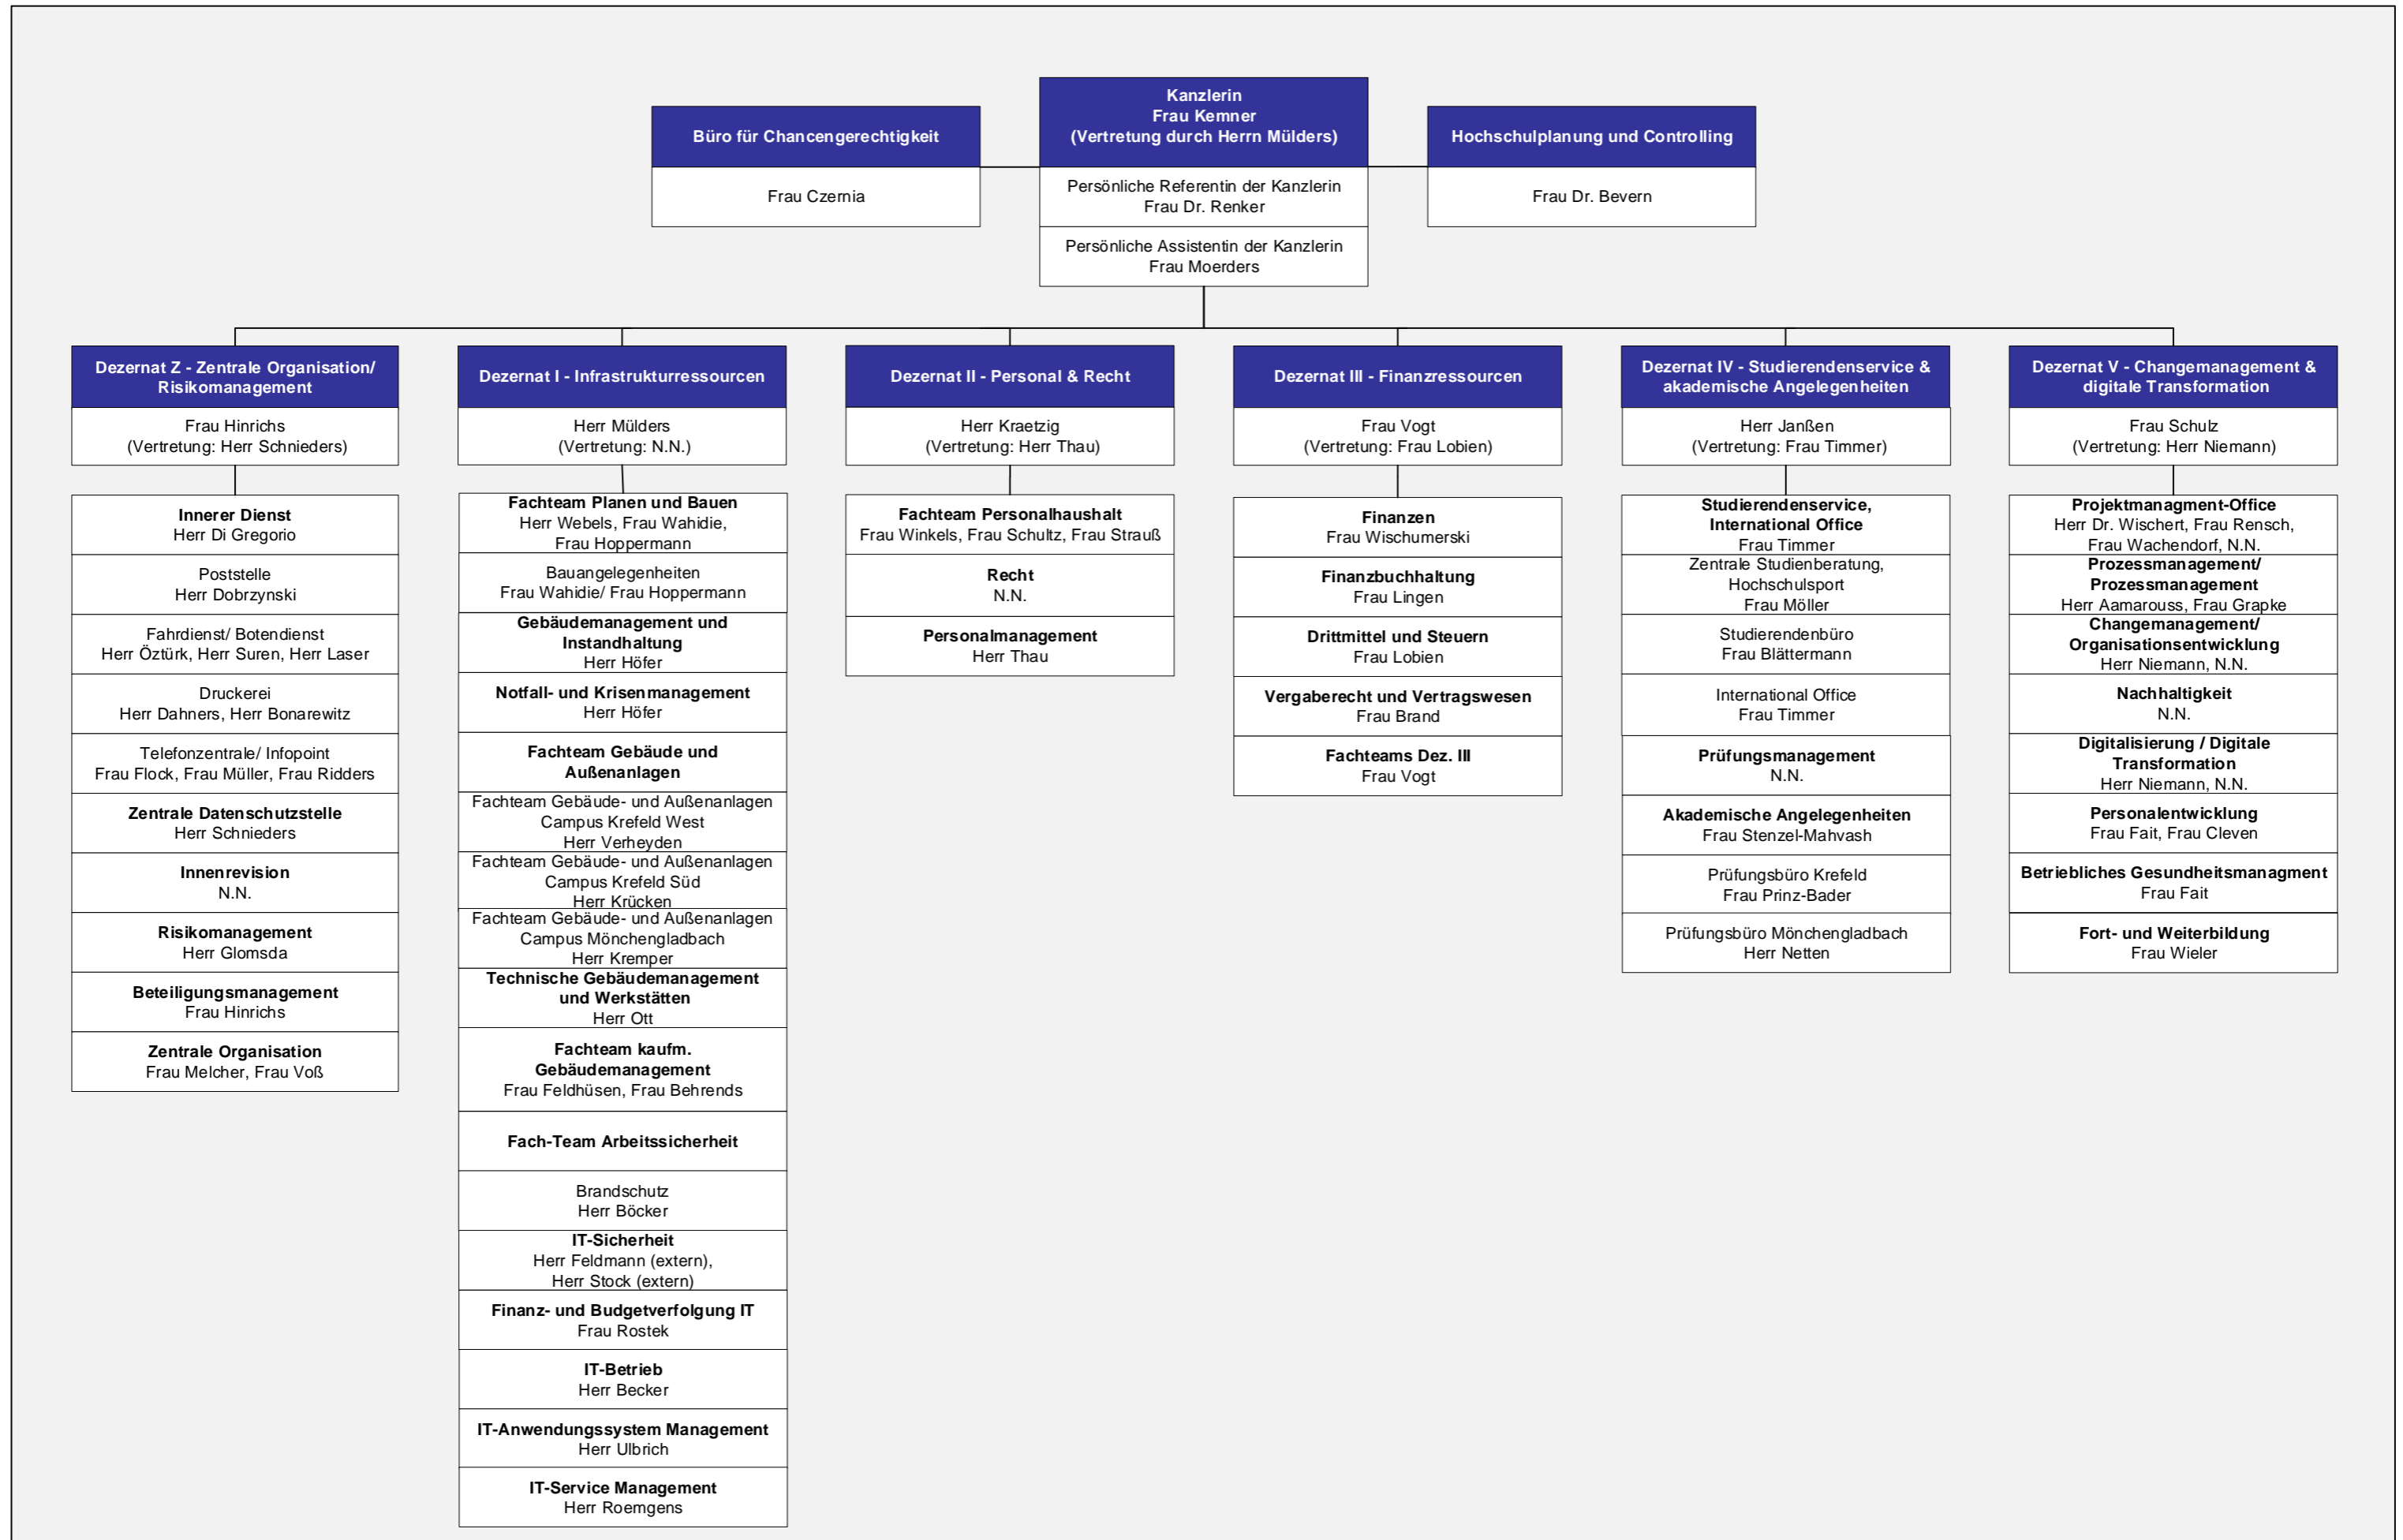 Kanzlerin
Frau Kemner
(Vertretung durch Herrn Mülders)
Persönliche Referentin der Kanzlerin
Frau Dr. Renker
Persönliche Assistentin der Kanzlerin
Frau Moerders
Büro für Chancengerechtigkeit
Frau Czernia
Hochschulplanung und Controlling
Frau Dr. Bevern
Dezernat Z - Zentrale Organisation/
Risikomanagement
Frau Hinrichs
(Vertretung: Herr Schnieders)
Innerer Dienst
Herr Di Gregorio
Poststelle
Herr Dobrzynski
Fahrdienst/ Botendienst
Herr Öztürk, Herr Suren, Herr Laser
Druckerei
Herr Dahners, Herr Bonarewitz
Telefonzentrale/ Infopoint
Frau Flock, Frau Müller, Frau Ridders
Zentrale Datenschutzstelle
Herr Schnieders
Innenrevision
N.N.
Risikomanagement
Herr Glomsda
Beteiligungsmanagement
Frau Hinrichs
Zentrale Organisation
Frau Melcher, Frau Voß
Dezernat I - Infrastrukturressourcen
Herr Mülders
(Vertretung: N.N.)
Fachteam Planen und Bauen
Herr Webels, Frau Wahidie,
Frau Hoppermann
Bauangelegenheiten
Frau Wahidie/ Frau Hoppermann
Gebäudemanagement und
Instandhaltung
Herr Höfer
Notfall- und Krisenmanagement
Herr Höfer
Fachteam Gebäude und
Außenanlagen
Fachteam Gebäude- und Außenanlagen
Campus Krefeld West
Herr Verheyden
Fachteam Gebäude- und Außenanlagen
Campus Krefeld Süd
Herr Krücken
Fachteam Gebäude- und Außenanlagen
Campus Mönchengladbach
Herr Kremper
Technische Gebäudemanagement
und Werkstätten
Herr Ott
Fachteam kaufm.
Gebäudemanagement
Frau Feldhüsen, Frau Behrends
Fach-Team Arbeitssicherheit
Brandschutz
Herr Böcker
IT-Sicherheit
Herr Feldmann (extern),
Herr Stock (extern)
Finanz- und Budgetverfolgung IT
Frau Rostek
IT-Betrieb
Herr Becker
IT-Anwendungssystem Management
Herr Ulbrich
IT-Service Management
Herr Roemgens
Dezernat II - Personal & Recht
Herr Kraetzig
(Vertretung: Herr Thau)
Fachteam Personalhaushalt
Frau Winkels, Frau Schultz, Frau Strauß
Recht
N.N.
Personalmanagement
Herr Thau
Dezernat III - Finanzressourcen
Frau Vogt
(Vertretung: Frau Lobien)
Finanzen
Frau Wischumerski
Finanzbuchhaltung
Frau Lingen
Drittmittel und Steuern
Frau Lobien
Vergaberecht und Vertragswesen
Frau Brand
Fachteams Dez. III
Frau Vogt
Dezernat IV - Studierendenservice &
akademische Angelegenheiten
Herr Janßen
(Vertretung: Frau Timmer)
Studierendenservice,
International Office
Frau Timmer
Zentrale Studienberatung,
Hochschulsport
Frau Möller
Studierendenbüro
Frau Blättermann
International Office
Frau Timmer
Prüfungsmanagement
N.N.
Akademische Angelegenheiten
Frau Stenzel-Mahvash
Prüfungsbüro Krefeld
Frau Prinz-Bader
Prüfungsbüro Mönchengladbach
Herr Netten
Dezernat V - Changemanagement &
digitale Transformation
Frau Schulz
(Vertretung: Herr Niemann)
Projektmanagment-Office
Herr Dr. Wischert, Frau Rensch,
Frau Wachendorf, N.N.
Prozessmanagement/
Prozessmanagement
Herr Aamarouss, Frau Grapke
Changemanagement/
Organisationsentwicklung
Herr Niemann, N.N.
Nachhaltigkeit
N.N.
Digitalisierung / Digitale
Transformation
Herr Niemann, N.N.
Personalentwicklung
Frau Fait, Frau Cleven
Betriebliches Gesundheitsmanagment
Frau Fait
Fort- und Weiterbildung
Frau Wieler